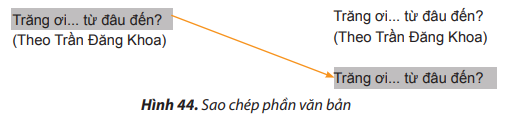 Trăng ơi... từ đâu đến?
(Theo Trần Đăng Khoa)
Trăng ơi... từ đâu đến?
(Theo Trần Đăng Khoa)
Trăng ơi... từ đâu đến?
Hình 44. Sao chép phần văn bản